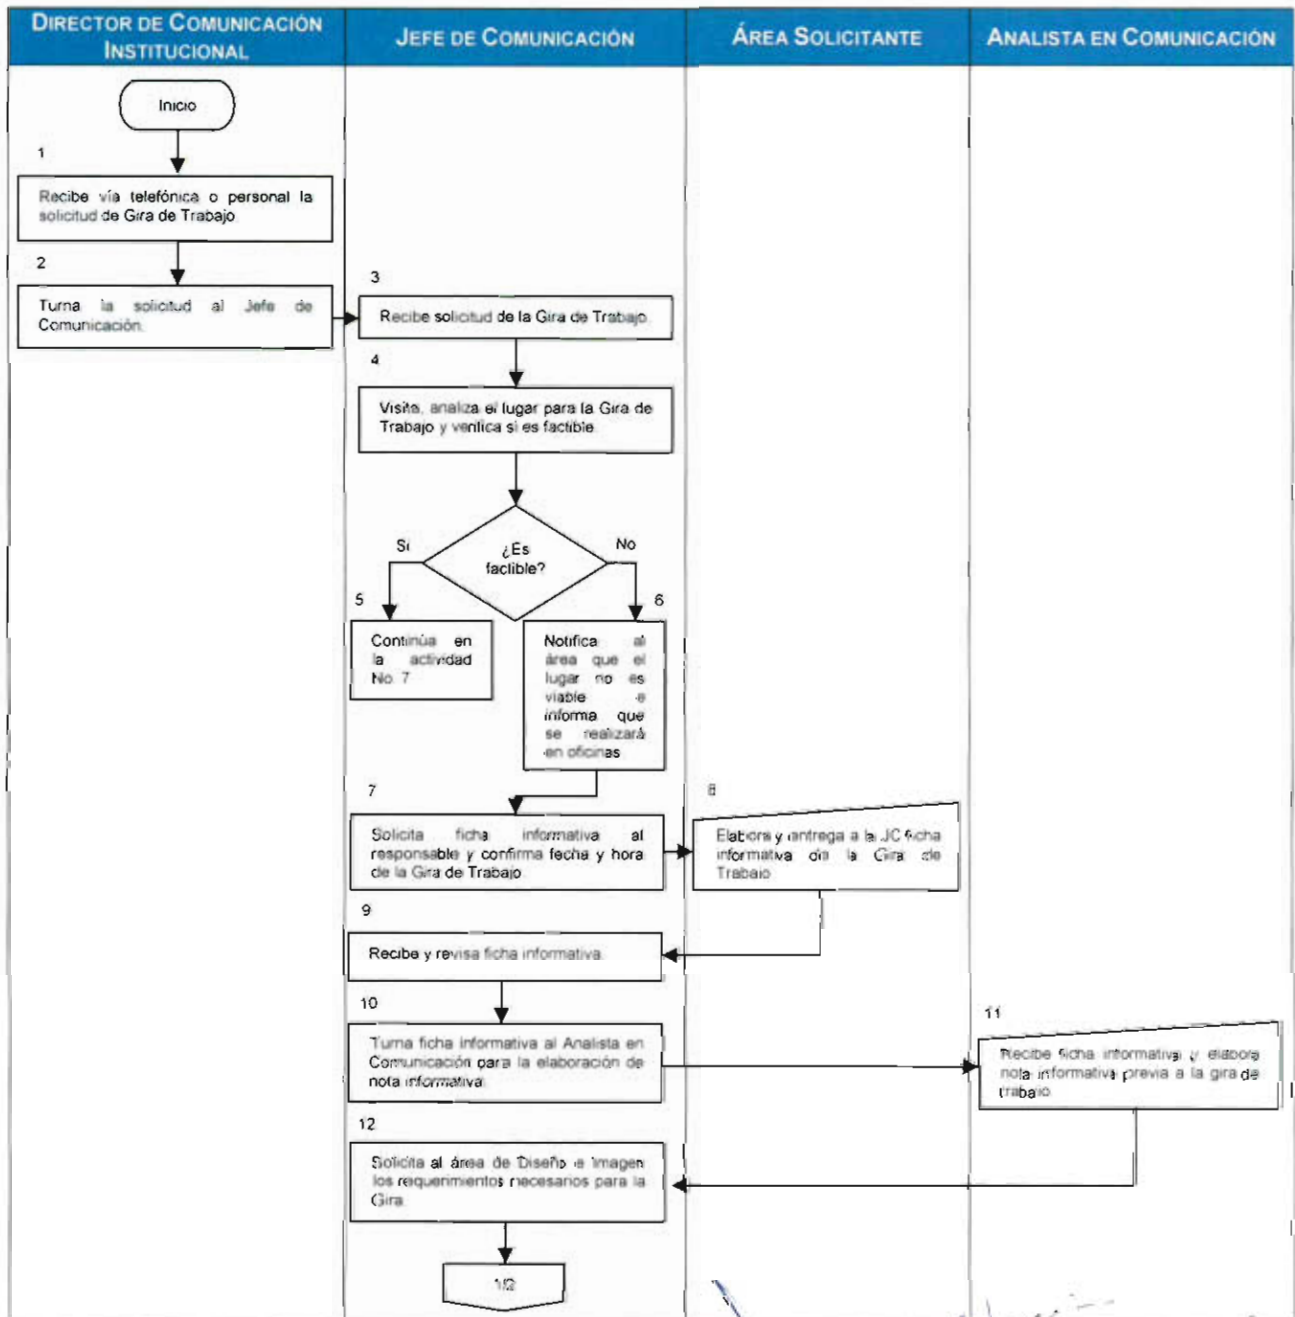 DIRECTOR DE COMUNICACIÓN
INSTITUCIONAL
JEFE DE COMUNICACIÓN
ÁREA SOLICITANTE
ANALISTA EN COMUNICACIÓN
Inicio
1
Recibe vía telefónica o personal la
solicitud de Gira de Trabajo
2
Turna la solicitud al Jefe de
Comunicación.
3
Recibe solicitud de la Gira de Trabajo.
4
Visita, analiza el lugar para la Gira de
Trabajo y verifica si es factible.
¿Es
factible?
Si
No
5
Continúa en
la actividad
No. 7
6
Notifica al
área que el
lugar no es
viable e
informa que
se realizará
en oficinas
7
Solicita ficha informativa al
responsable y confirma fecha y hora
de la Gira de Trabajo.
8
Elabora y entrega a la JC ficha
informativa de la Gira de
Trabajo
9
Recibe y revisa ficha informativa.
10
Turna ficha informativa al Analista en
Comunicación para la elaboración de
nota informativa.
11
Recibe ficha informativa y elabora
nota informativa previa a la gira de
trabajo.
12
Solicita al área de Diseño e Imagen
los requerimientos necesarios para la
Gira.
1/2